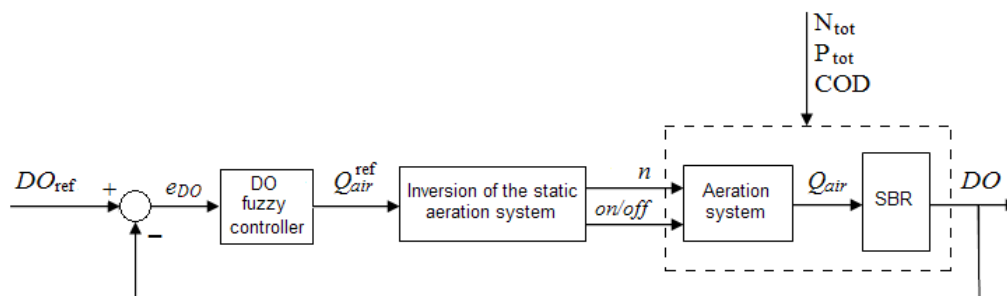 N_tot
P_tot
COD
DO_ref
+
−
e_DO
DO
fuzzy
controller
Q_air^ref
Inversion of the static
aeration system
n
on/off
Aeration
system
Q_air
SBR
DO